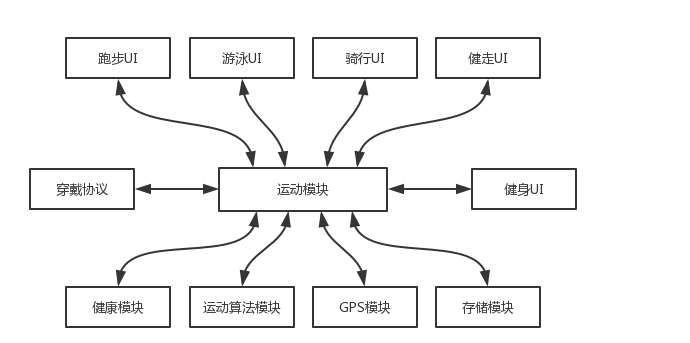 跑步UI
游泳UI
骑行UI
健走UI
穿戴协议
运动模块
健身UI
健康模块
运动算法模块
GPS模块
存储模块